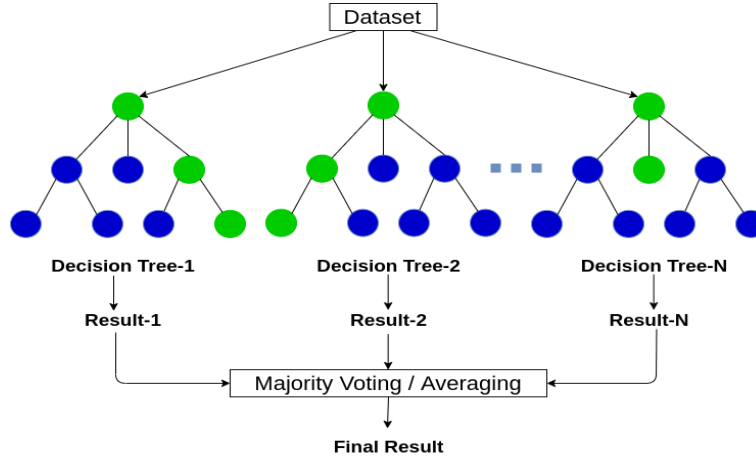 Dataset
Decision Tree-1
Decision Tree-2
Decision Tree-N
Result-1
Result-2
Result-N
Majority Voting / Averaging
Final Result